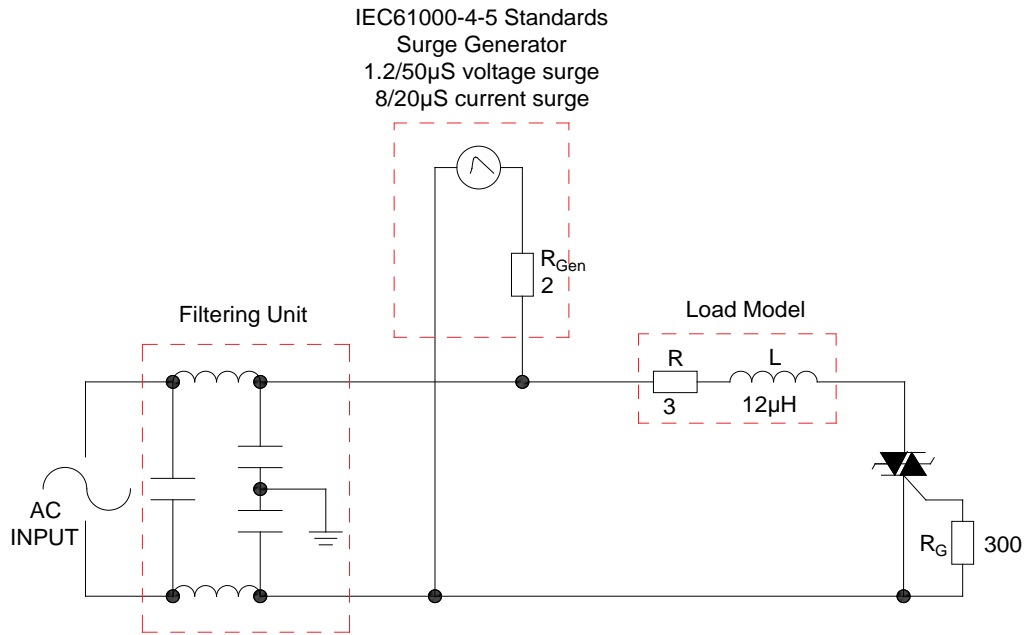 IEC61000-4-5 Standards
Surge Generator
1.2/50µS voltage surge
8/20µS current surge
RGen
2
Filtering Unit
Load Model
R
L
3
12µH
AC
INPUT
RG
300